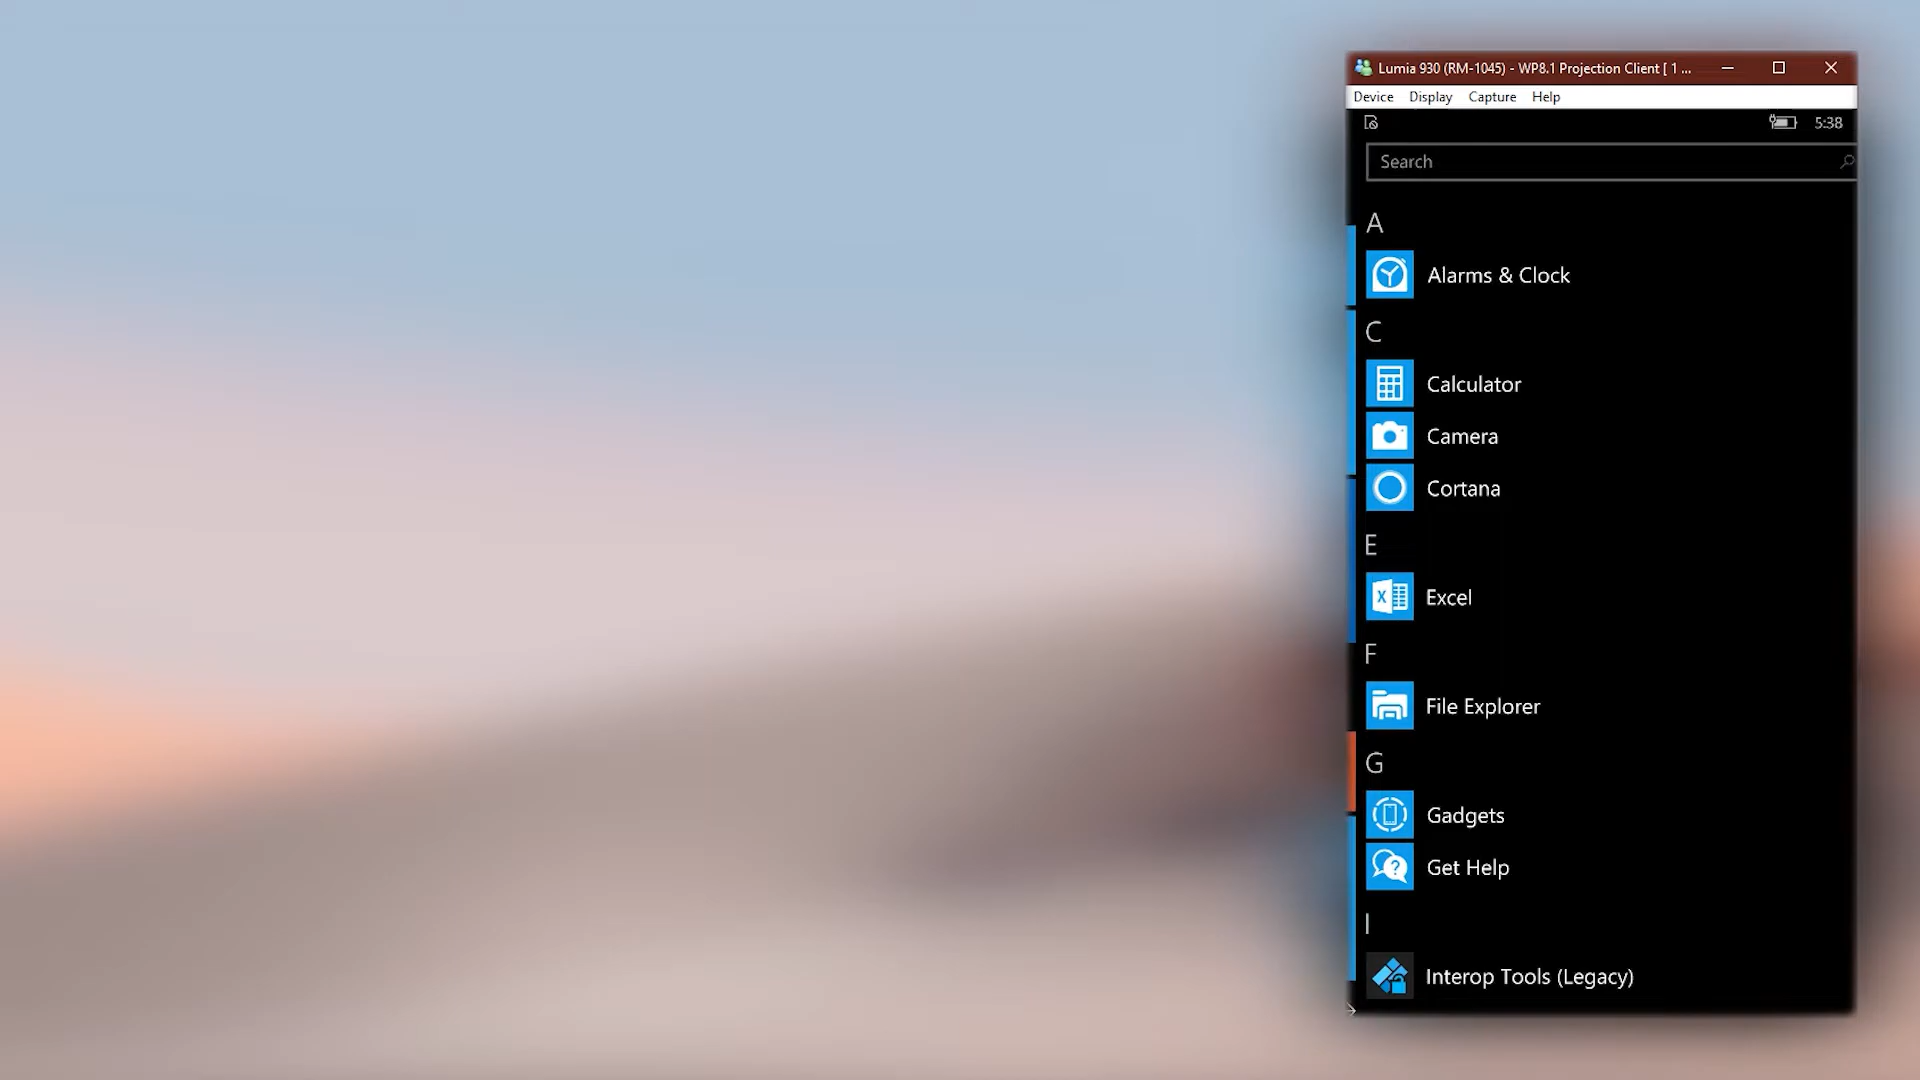 Lumia 930 (RM-1045) - WP8.1 Projection Client [ 1 ...
Device Display Capture Help
5:38
Search
A
Alarms & Clock
C
Calculator
Camera
Cortana
E
Excel
F
File Explorer
G
Gadgets
Get Help
I
Interop Tools (Legacy)